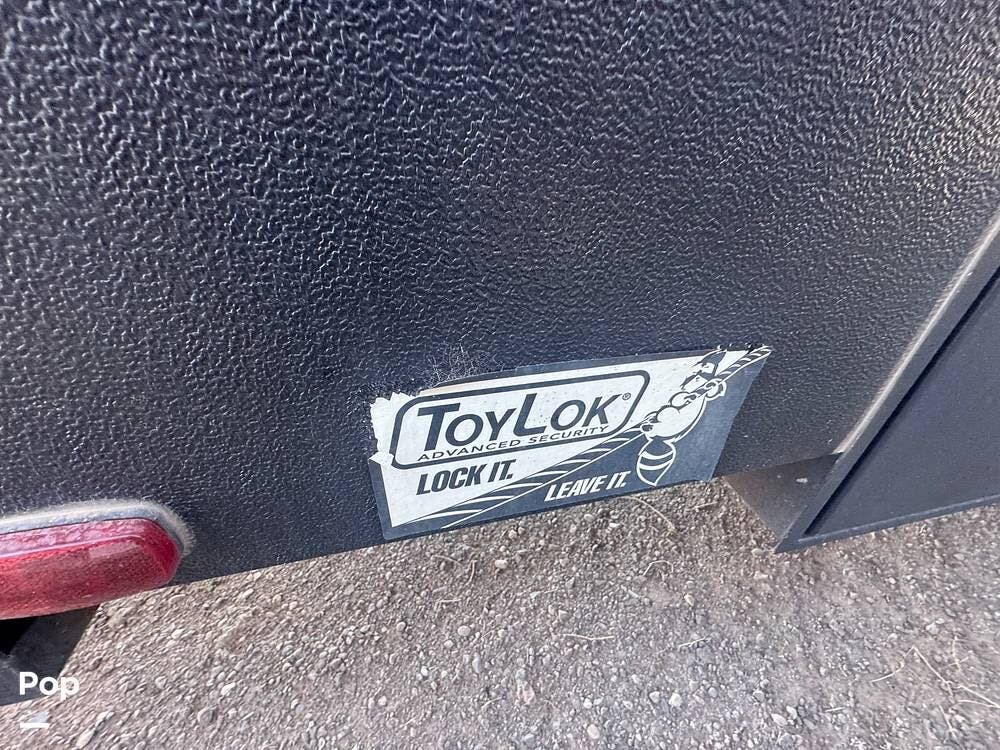 TOYLOK®
ADVANCED SECURITY
LOCK IT.
LEAVE IT.
Pop